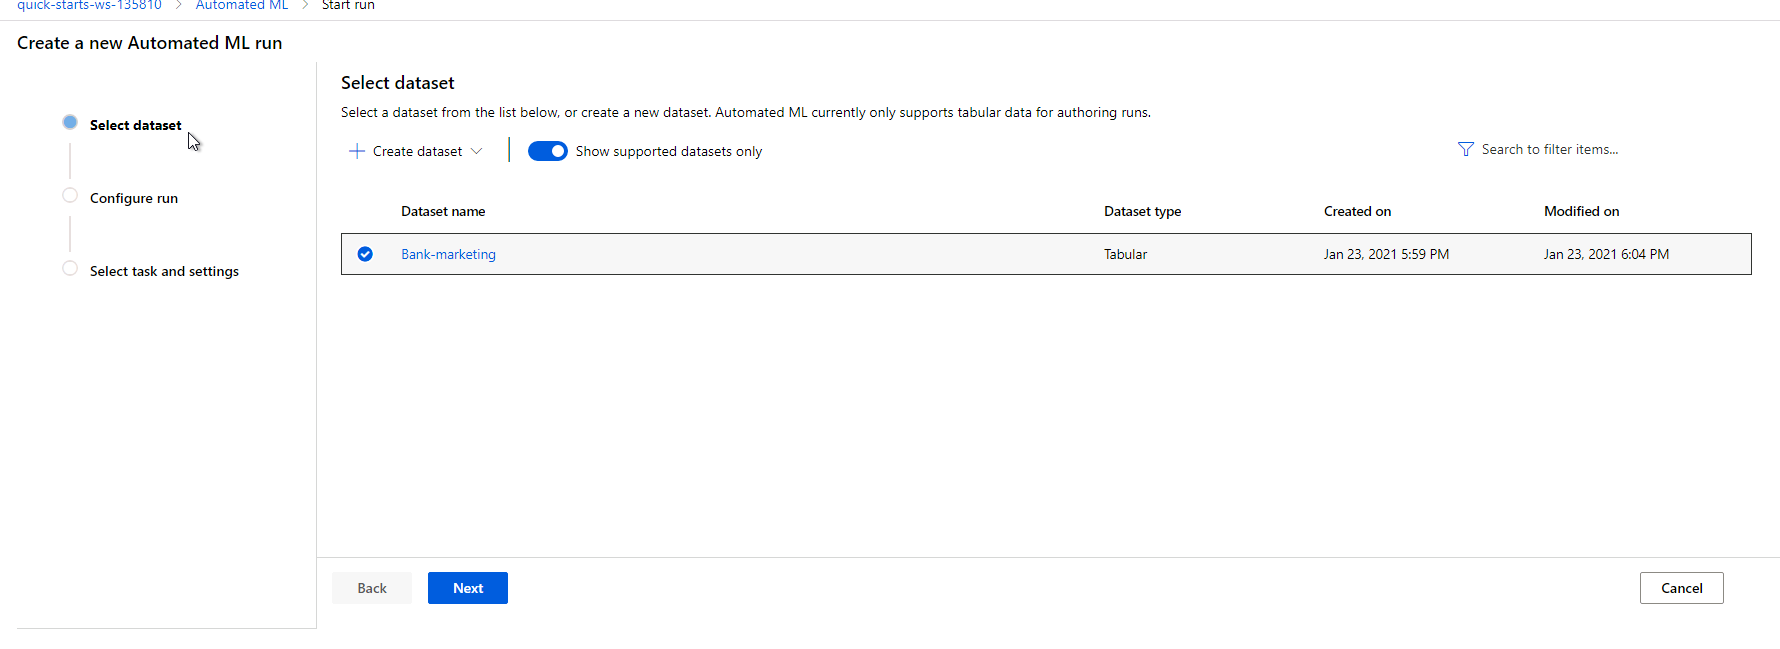 quick-starts-ws-135810 > Automated ML > Start run
Create a new Automated ML run
Select dataset
Configure run
Select task and settings
Select dataset
Select a dataset from the list below, or create a new dataset. Automated ML currently only supports tabular data for authoring runs.
Create dataset Show supported datasets only Search to filter items...
Dataset name Dataset type Created on Modified on
Bank-marketing Tabular Jan 23, 2021 5:59 PM Jan 23, 2021 6:04 PM
Back Next Cancel